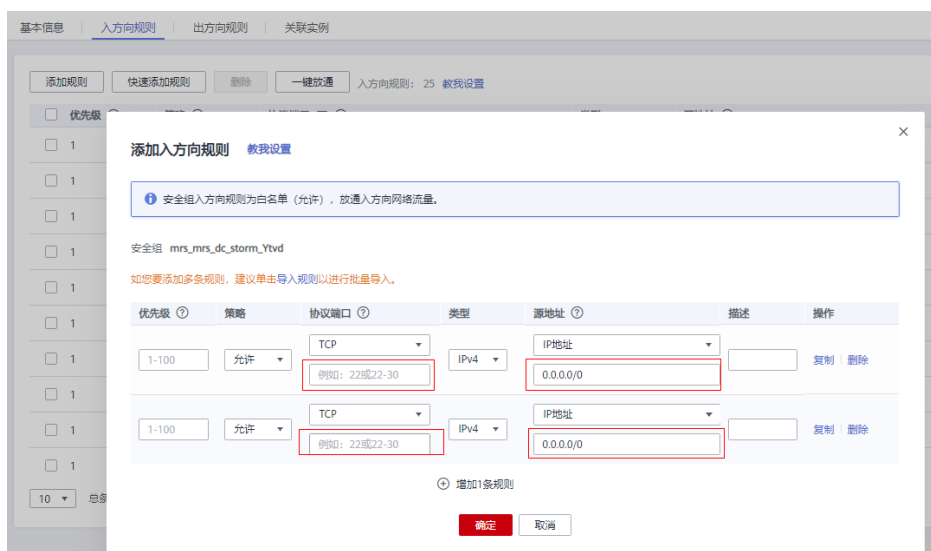 基本信息 入方向规则 出方向规则 关联实例
添加规则 快速添加规则 删除 一键放通 入方向规则: 25 教我设置
优先级
1
添加入方向规则 教我设置
1
安全组入方向规则为白名单（允许），放通入方向网络流量。
1
1
安全组 mrs_mrs_dc_storm_Ytvd
如您要添加多条规则，建议单击导入规则以进行批量导入。
1
优先级 ? 策略 协议端口 ? 类型 源地址 ? 描述 操作
1
TCP IP地址
1 1-100 允许 IPv4 复制 删除
例如：22或22-30 0.0.0.0/0
1
TCP IP地址
1 1-100 允许 IPv4 复制 删除
例如：22或22-30 0.0.0.0/0
1
增加1条规则
10 总条
确定 取消